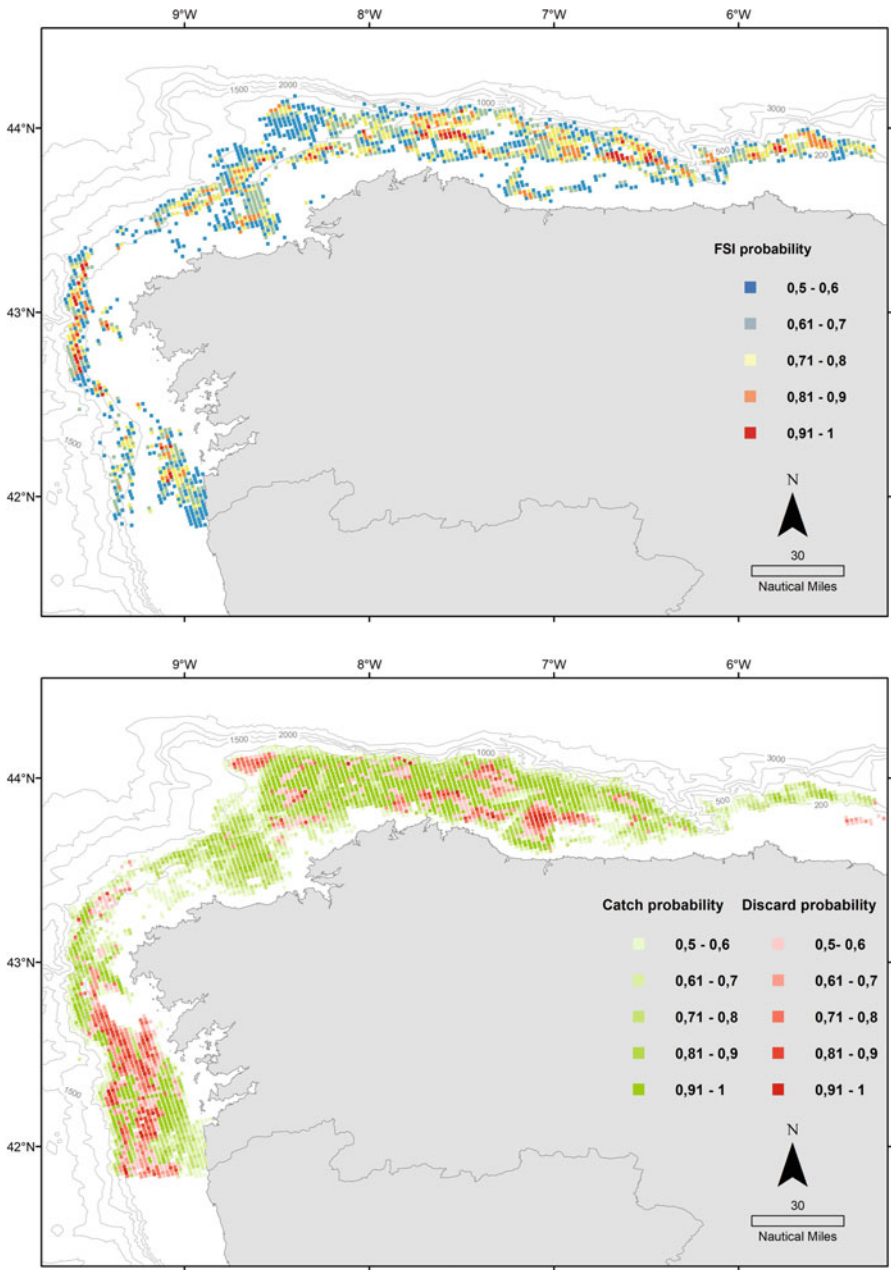 9°W 8°W 7°W 6°W
1500 2000
3000
44°N
1000
500
200
FSI probability
0,5 - 0,6
43°N
0,61 - 0,7
0,71 - 0,8
0,81 - 0,9
0,91 - 1
1500
N
42°N
30
Nautical Miles
9°W 8°W 7°W 6°W
1500 2000
3000
44°N
1000
500
200
Catch probability Discard probability
0,5 - 0,6 0,5- 0,6
43°N
0,61 - 0,7 0,61 - 0,7
0,71 - 0,8 0,71 - 0,8
0,81 - 0,9 0,81 - 0,9
0,91 - 1 0,91 - 1
1500
N
42°N
30
Nautical Miles